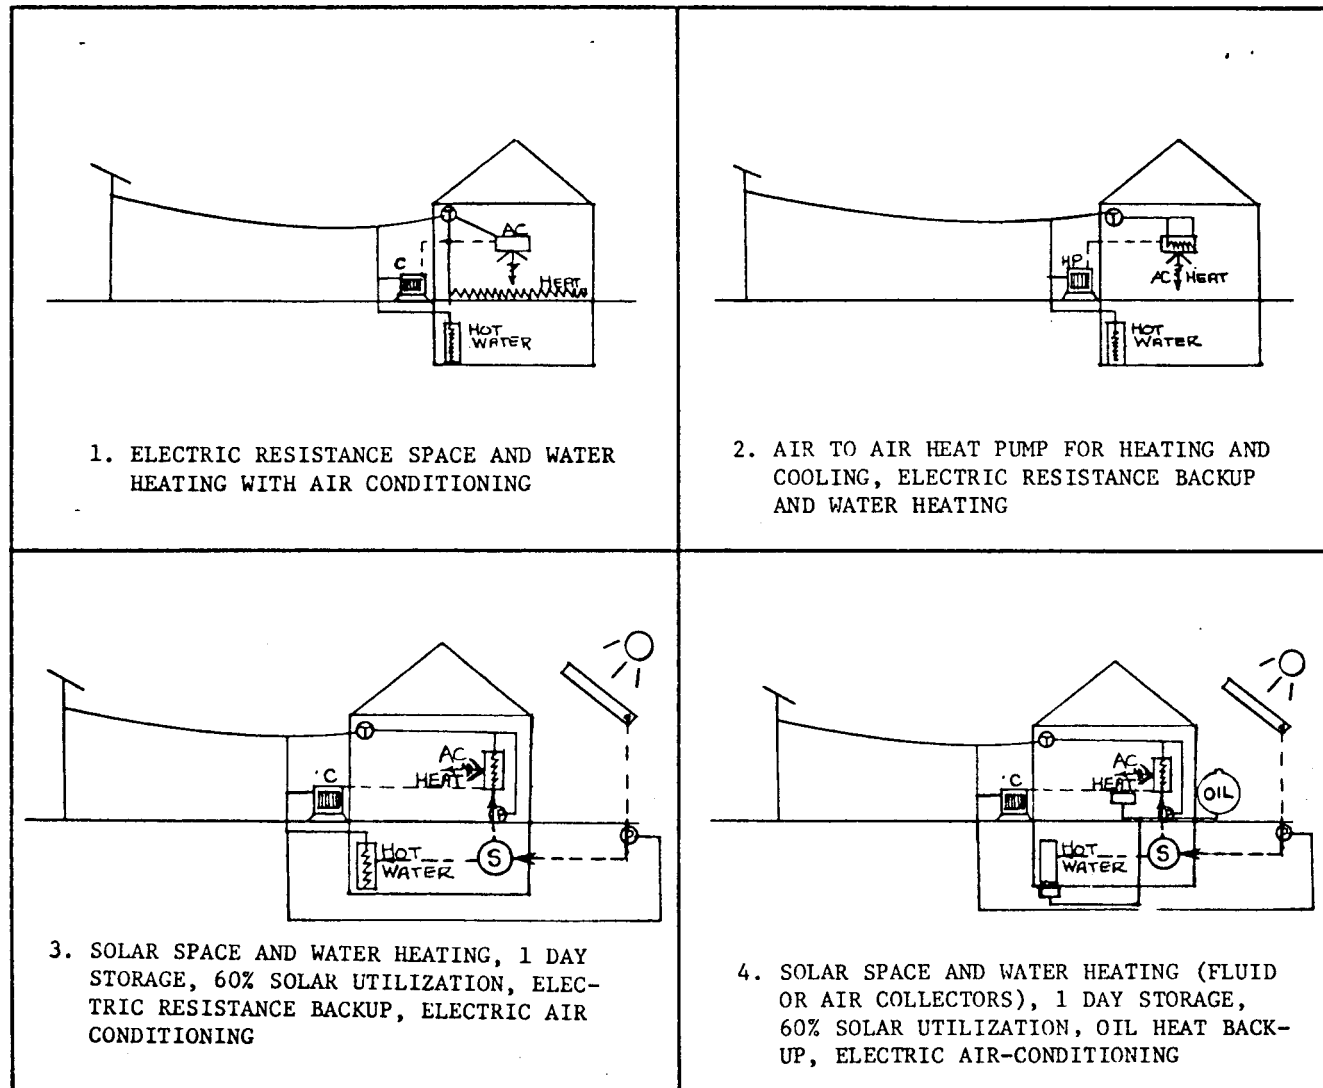 T
AC
C
HEAT
HOT
WATER
1. ELECTRIC RESISTANCE SPACE AND WATER
HEATING WITH AIR CONDITIONING
T
HP
AC HEAT
HOT
WATER
2. AIR TO AIR HEAT PUMP FOR HEATING AND
COOLING, ELECTRIC RESISTANCE BACKUP
AND WATER HEATING
T
AC
C
HEAT
P
P
HOT
WATER
S
3. SOLAR SPACE AND WATER HEATING, 1 DAY
STORAGE, 60% SOLAR UTILIZATION, ELEC-
TRIC RESISTANCE BACKUP, ELECTRIC AIR
CONDITIONING
T
AC
C
HEAT
OIL
P
P
HOT
WATER
S
4. SOLAR SPACE AND WATER HEATING (FLUID
OR AIR COLLECTORS), 1 DAY STORAGE,
60% SOLAR UTILIZATION, OIL HEAT BACK-
UP, ELECTRIC AIR-CONDITIONING